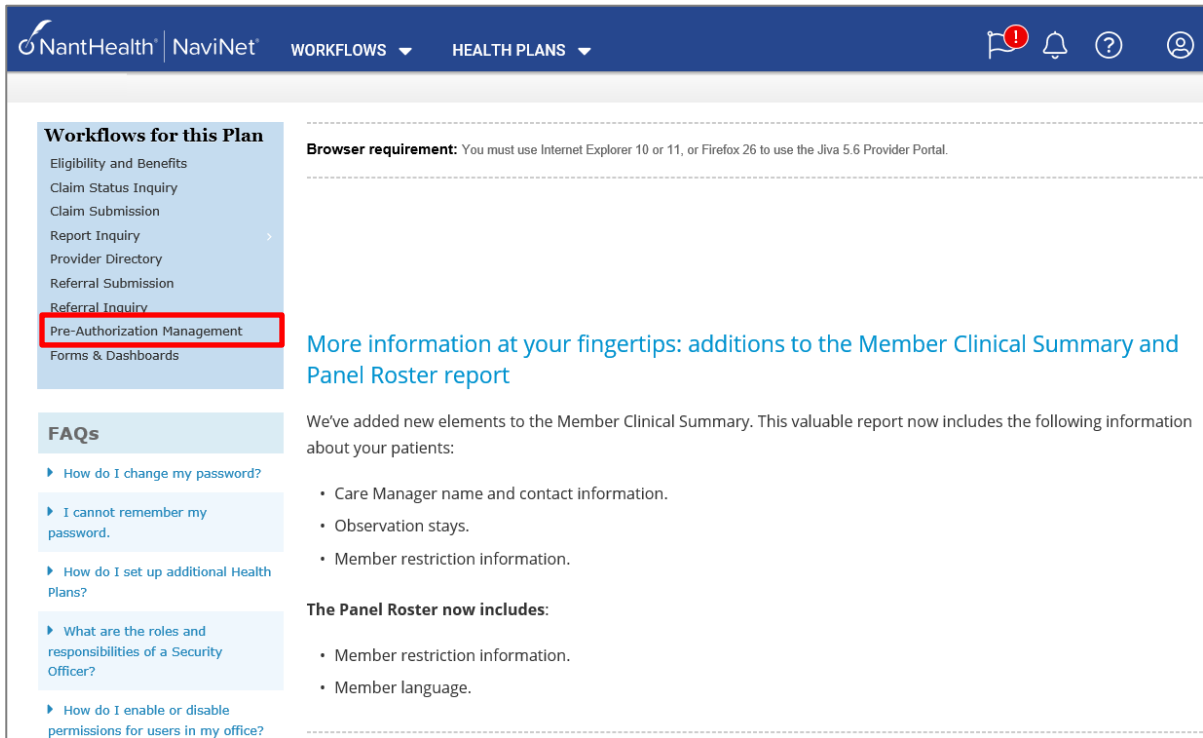 NantHealth® | NaviNet®
WORKFLOWS
HEALTH PLANS
!
?
Workflows for this Plan
Eligibility and Benefits
Claim Status Inquiry
Claim Submission
Report Inquiry
Provider Directory
Referral Submission
Referral Inquiry
Pre-Authorization Management
Forms & Dashboards
FAQs
How do I change my password?
I cannot remember my
password.
How do I set up additional Health
Plans?
What are the roles and
responsibilities of a Security
Officer?
How do I enable or disable
permissions for users in my office?
Browser requirement: You must use Internet Explorer 10 or 11, or Firefox 26 to use the Jiva 5.6 Provider Portal.
More information at your fingertips: additions to the Member Clinical Summary and
Panel Roster report
We’ve added new elements to the Member Clinical Summary. This valuable report now includes the following information
about your patients:
• Care Manager name and contact information.
• Observation stays.
• Member restriction information.
The Panel Roster now includes:
• Member restriction information.
• Member language.